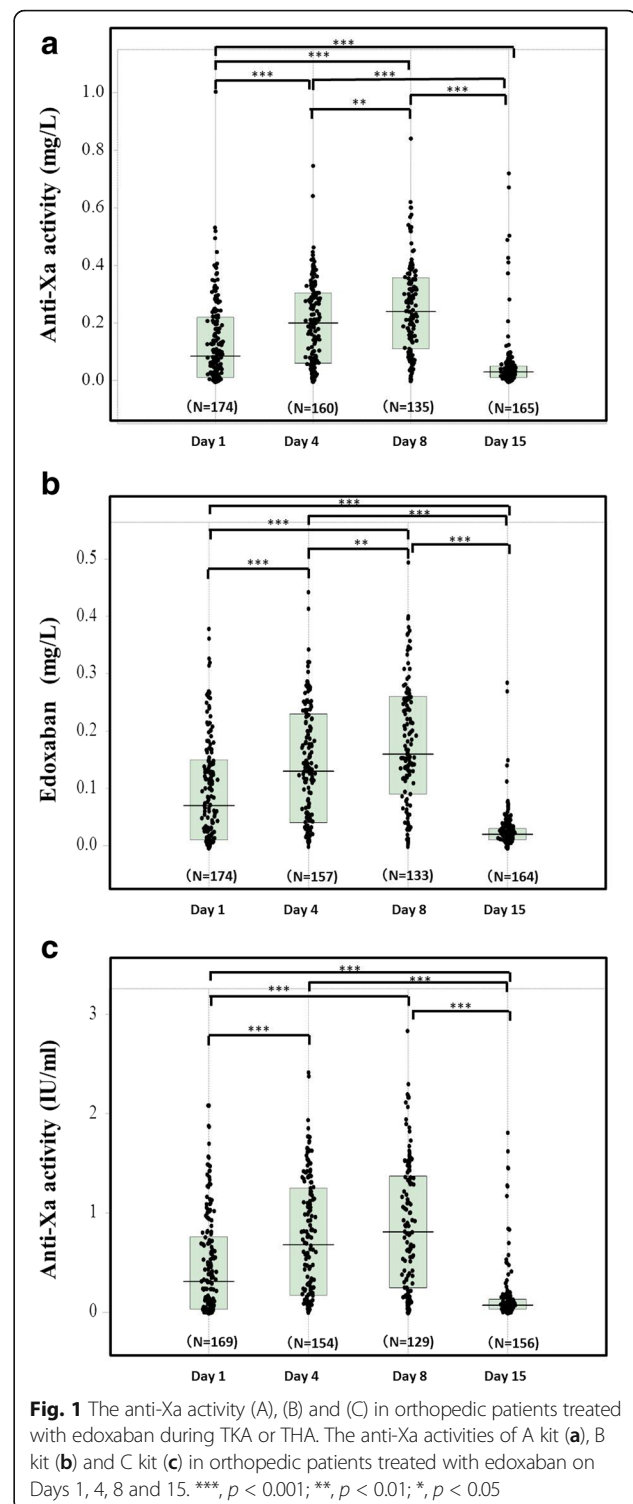 a
***
***
*** ***
** ***
Anti-Xa activity (mg/L)
1.0
0.8
0.6
0.4
0.2
0.0
(N=174) (N=160) (N=135) (N=165)
Day 1 Day 4 Day 8 Day 15
b
***
***
***
** ***
***
Edoxaban (mg/L)
0.5
0.4
0.3
0.2
0.1
0.0
(N=174) (N=157) (N=133) (N=164)
Day 1 Day 4 Day 8 Day 15
c
***
***
***
***
***
Anti-Xa activity (IU/ml)
3
2
1
0
(N=169) (N=154) (N=129) (N=156)
Day 1 Day 4 Day 8 Day 15
Fig. 1 The anti-Xa activity (A), (B) and (C) in orthopedic patients treated
with edoxaban during TKA or THA. The anti-Xa activities of A kit (a), B
kit (b) and C kit (c) in orthopedic patients treated with edoxaban on
Days 1, 4, 8 and 15. ***, p < 0.001; **, p < 0.01; *, p < 0.05